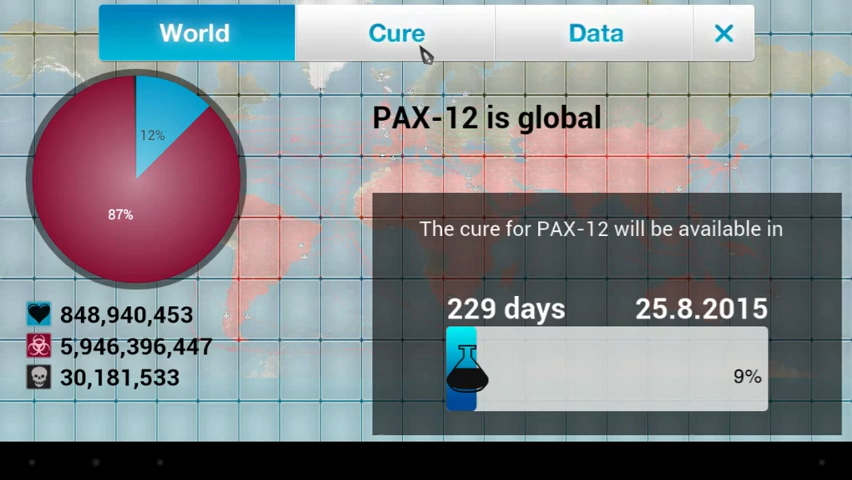 World
Cure
Data
PAX-12 is global
12%
87%
The cure for PAX-12 will be available in
229 days
25.8.2015
9%
848,940,453
5,946,396,447
30,181,533